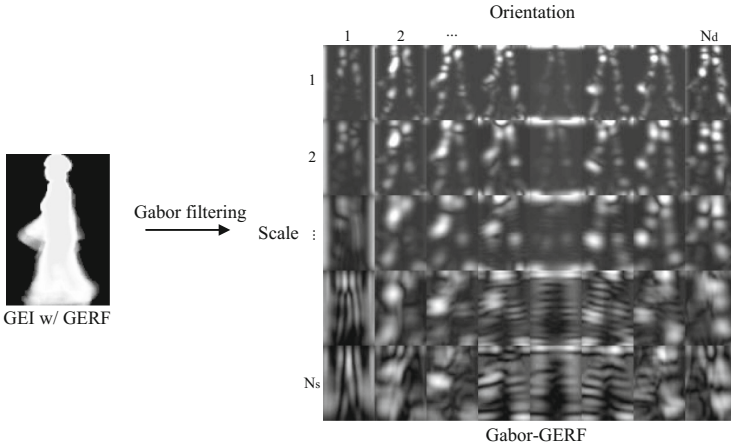 Orientation
1 2 ... Nd
1
2
Gabor filtering
Scale ⋮
GEI w/ GERF
Ns
Gabor-GERF